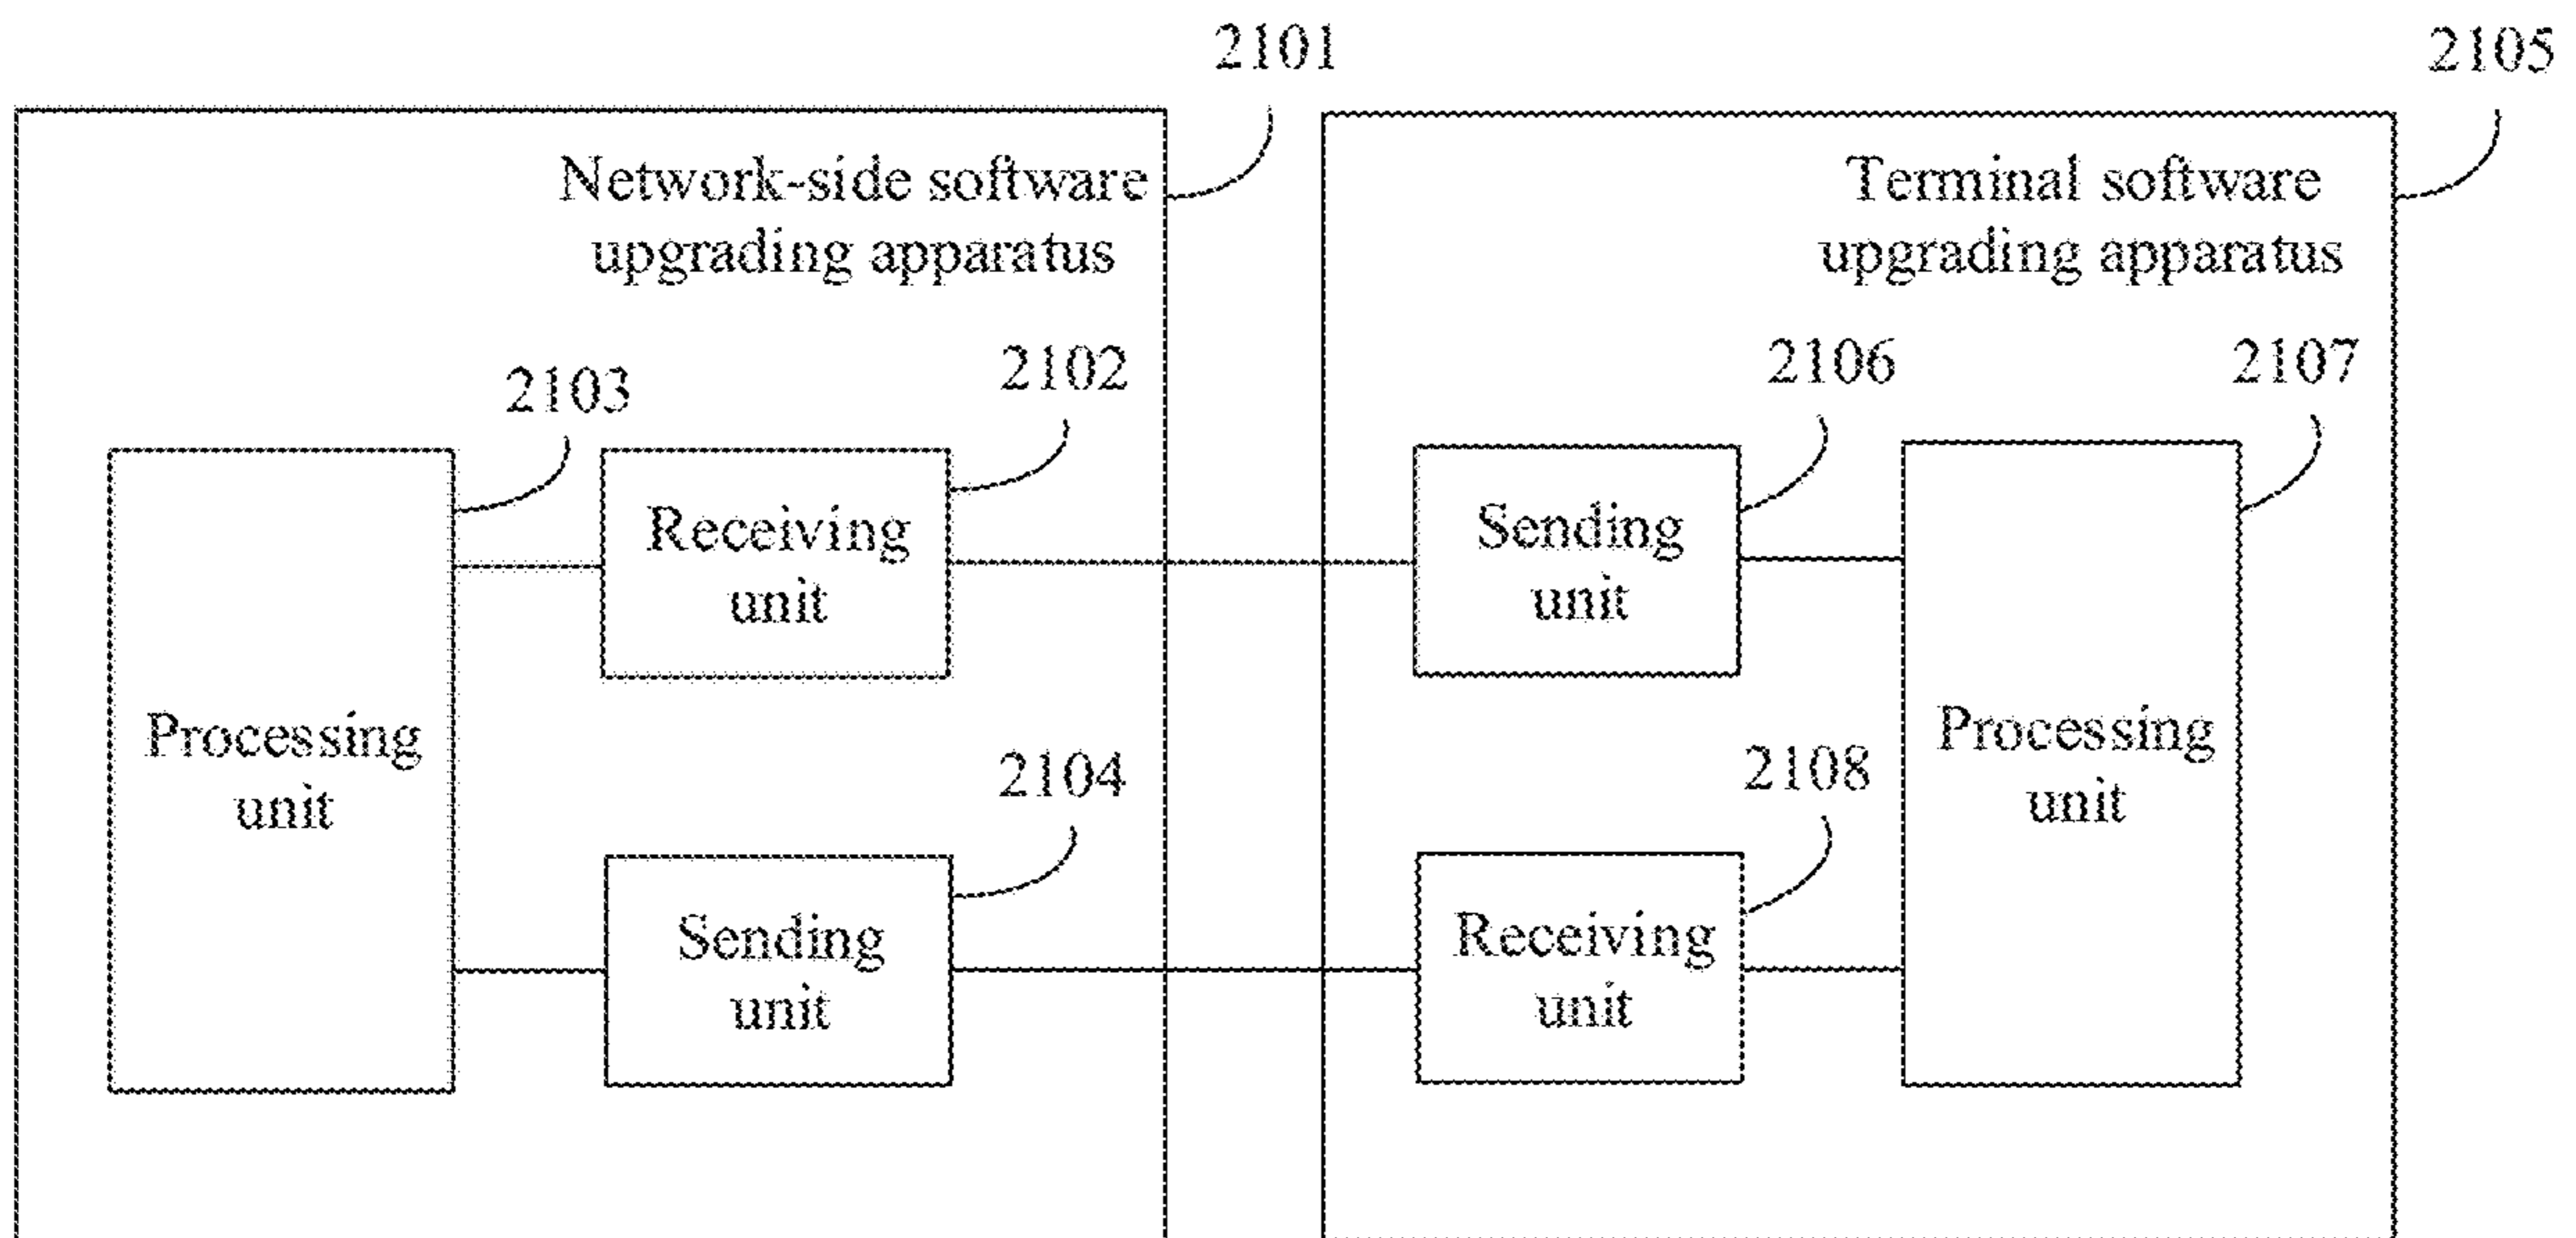 2101
2105
Network-side software
upgrading apparatus
Terminal software
upgrading apparatus
2103
2102
2106
2107
Receiving
unit
Sending
unit
Processing
unit
Processing
unit
2104
2108
Sending
unit
Receiving
unit